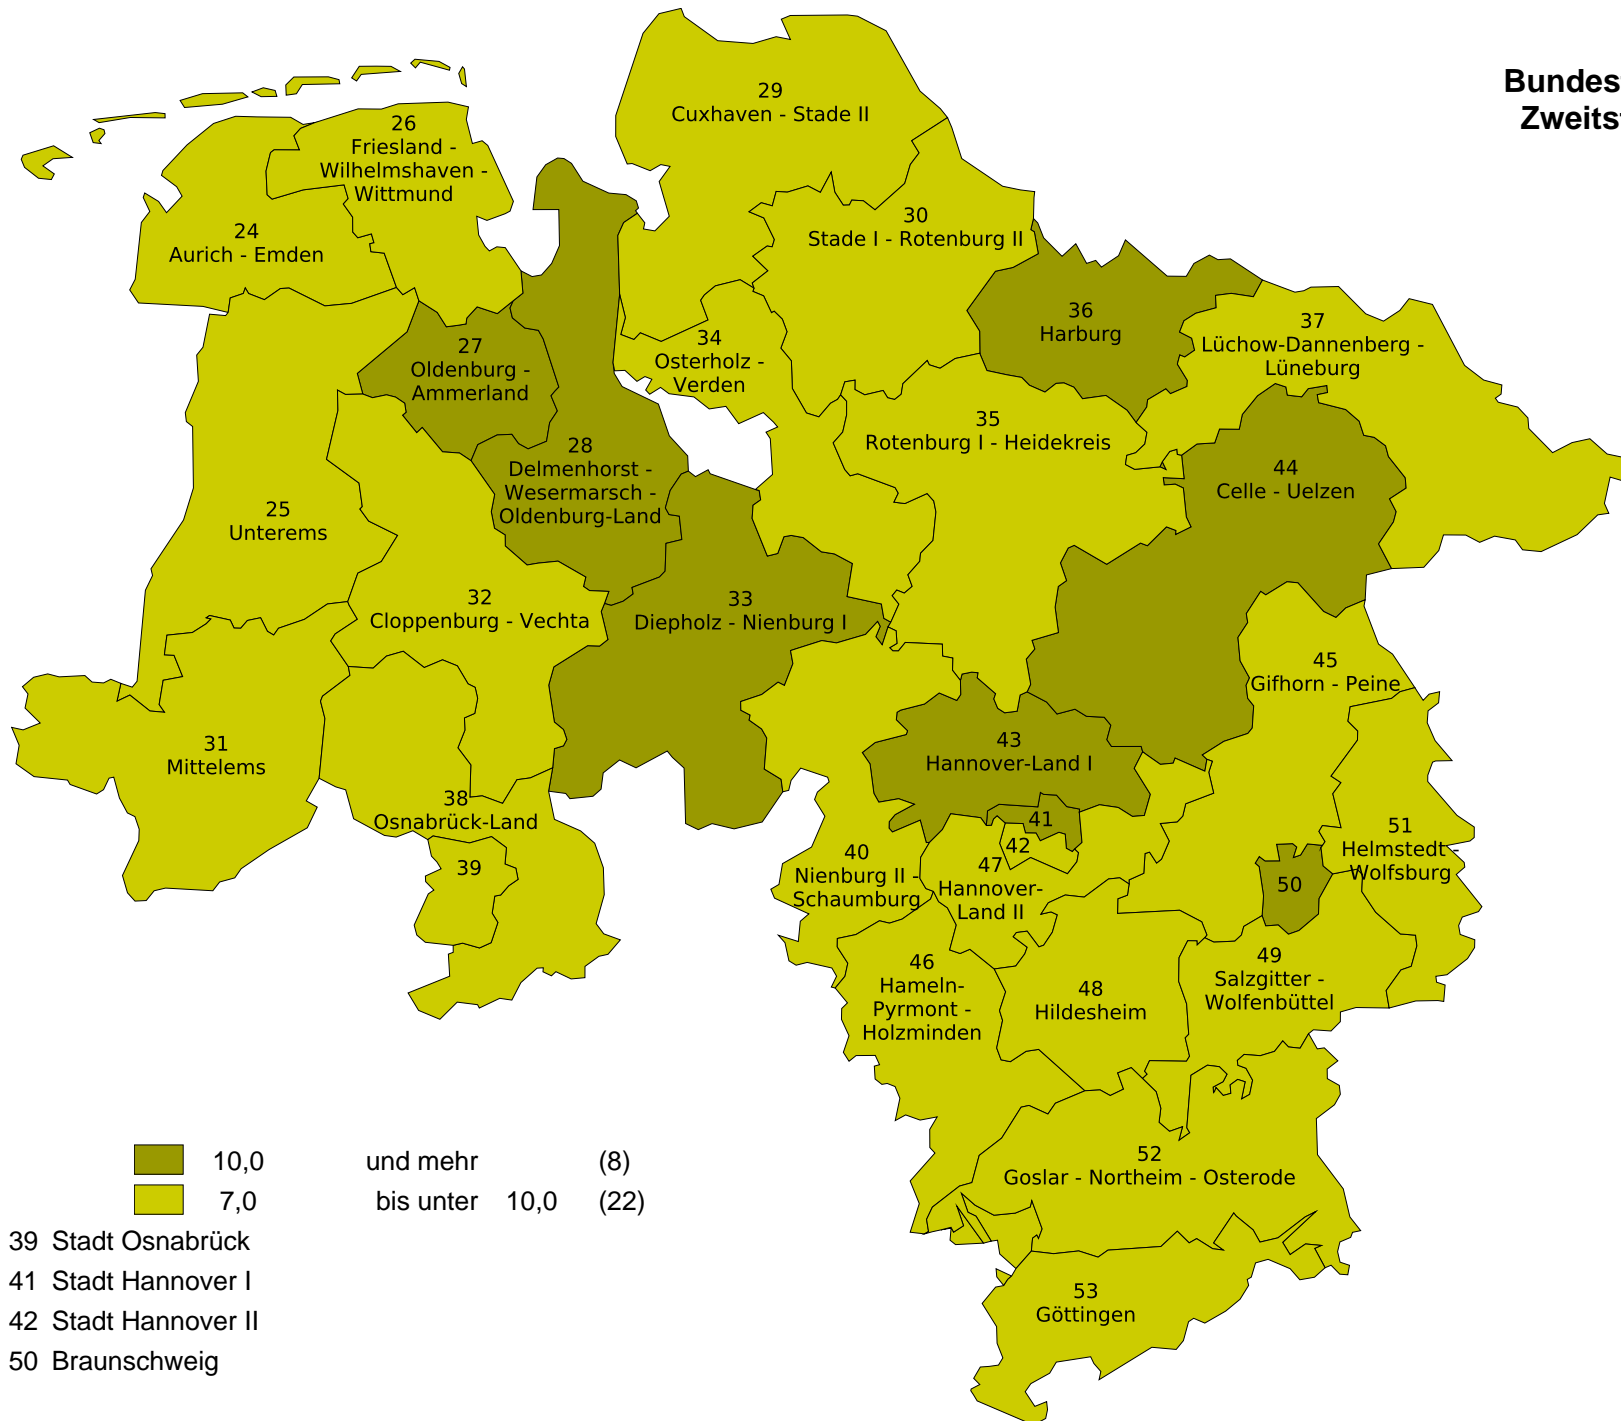 Bundes
Zweits
29
Cuxhaven - Stade II
26
Friesland -
Wilhelmshaven -
Wittmund
24
Aurich - Emden
30
Stade I - Rotenburg II
36
Harburg
37
Lüchow-Dannenberg -
Lüneburg
27
Oldenburg -
Ammerland
34
Osterholz -
Verden
35
Rotenburg I - Heidekreis
28
Delmenhorst -
Wesermarsch -
Oldenburg-Land
44
Celle - Uelzen
25
Unterems
32
Cloppenburg - Vechta
33
Diepholz - Nienburg I
45
Gifhorn - Peine
31
Mittelems
43
Hannover-Land I
38
Osnabrück-Land
41
42
51
Helmstedt -
Wolfsburg
39
40
Nienburg II -
Schaumburg
47
Hannover-
Land II
50
46
Hameln-
Pyrmont -
Holzminden
48
Hildesheim
49
Salzgitter -
Wolfenbüttel
52
Goslar - Northeim - Osterode
53
Göttingen
10,0 und mehr (8)
7,0 bis unter 10,0 (22)
39 Stadt Osnabrück
41 Stadt Hannover I
42 Stadt Hannover II
50 Braunschweig